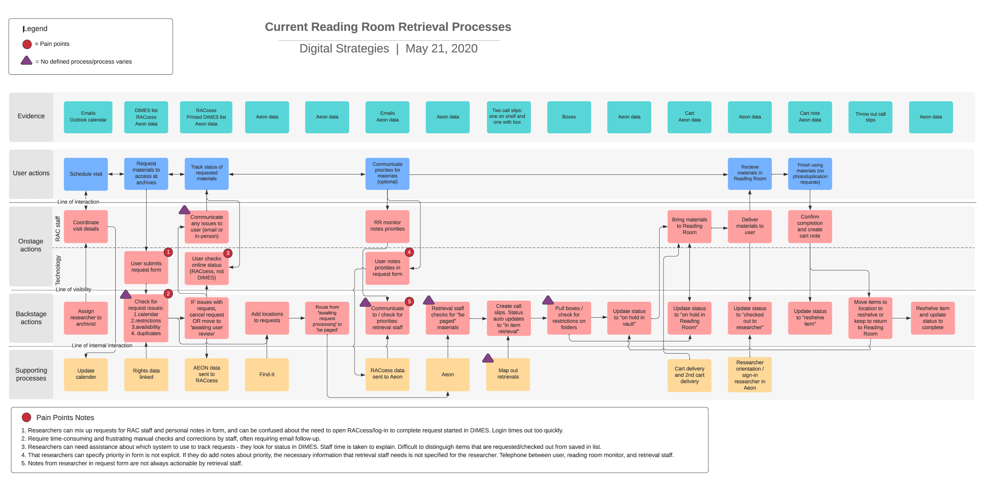 Legend
= Pain points
= No defined process/process varies
Current Reading Room Retrieval Processes
Digital Strategies | May 21, 2020
Evidence
Emails
Outlook calendar
DIMES list
RACcess
Aeon data
RACcess
Printed DIMES list
Aeon data
Aeon data
Aeon data
Emails
Aeon data
Aeon data
Two call slips:
one on shelf and
one with box
Boxes
Aeon data
Cart
Aeon data
Aeon data
Cart note
Aeon data
Throw out call
slips
Aeon data
User actions
Schedule visit
Request
materials to
access at
archives
Track status of
requested
materials
Communicate
priorities for
materials
(optional)
Recieve
materials in
Reading Room
Finish using
materials (no
photoduplication
requests)
Line of interaction
Onstage
actions
RAC staff
Coordinate
visit details
Communicate
any issues to
user (email or
in-person)
RR monitor
notes priorities
Bring materials
to Reading
Room
Deliver
materials to
user
Confirm
completion
and create
cart note
Technology
1
User submits
request form
3
User checks
online status
(RACcess, not
DIMES)
4
User notes
priorities in
request form
Line of visibility
Backstage
actions
Assign
researcher to
archivist
2
Check for
request issues:
1.calendar
2.restrictions
3.availability
4. duplicates
IF issues with
request,
cancel request
OR move to
'awaiting user
review'
Add locations
to requests
Route from
'awaiting
request
processing' to
'be paged'
5
Communicate
to / check for
priorities:
retrieval staff
Retrieval staff
checks for "be
paged"
materials
Create call
slips. Status
auto updates
to "in item
retrieval"
Pull boxes /
check for
restrictions on
folders
Update status
to "on hold in
vault"
Update status
to "on hold in
Reading
Room"
Update status
to "checked
out to
researcher"
Update status
to "reshelve
item"
Move items to
location to
reshelve or
keep to return
to Reading
Room
Reshelve item
and update
status to
complete
Line of internal interaction
Supporting
processes
Update
calender
Rights data
linked
AEON data
sent to
RACcess
Find-It
RACcess data
sent to Aeon
Aeon
Map out
retrievals
Cart delivery
and 2nd cart
delivery
Researcher
orientation /
sign-in
researcher in
Aeon
Pain Points Notes
1. Researchers can mix up requests for RAC staff and personal notes in form, and can be confused about the need to open RACcess/log-in to complete request started in DIMES. Login times out too quickly.
2. Require time-consuming and frustrating manual checks and corrections by staff, often requiring email follow-up.
3. Researchers can need assistance about which system to use to track requests - they look for status in DIMES. Staff time is taken to explain. Difficult to distinguigh items that are requested/checked out from saved in list.
4. That researchers can specify priority in form is not explicit. If they do add notes about priority, the necessary information that retrieval staff needs is not specified for the researcher. Telephone between user, reading room monitor, and retrieval staff.
5. Notes from researcher in request form are not always actionable by retrieval staff.